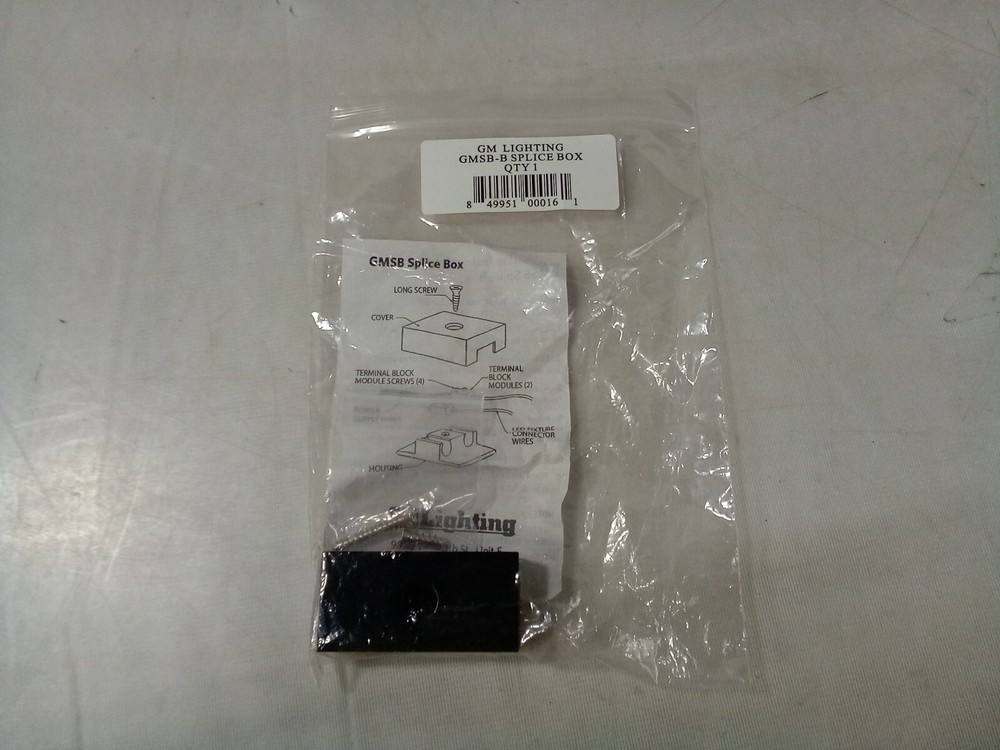 GM LIGHTING
GMSB-B SPLICE BOX
QTY 1
8 49951 00016 1
GMSB Splice Box
LONG SCREW
COVER
TERMINAL BLOCK
MODULE SCREWS (4)
TERMINAL
BLOCK
MODULES (2)
LED FIXTURE
CONNECTOR
WIRES
HOUSING
Lighting